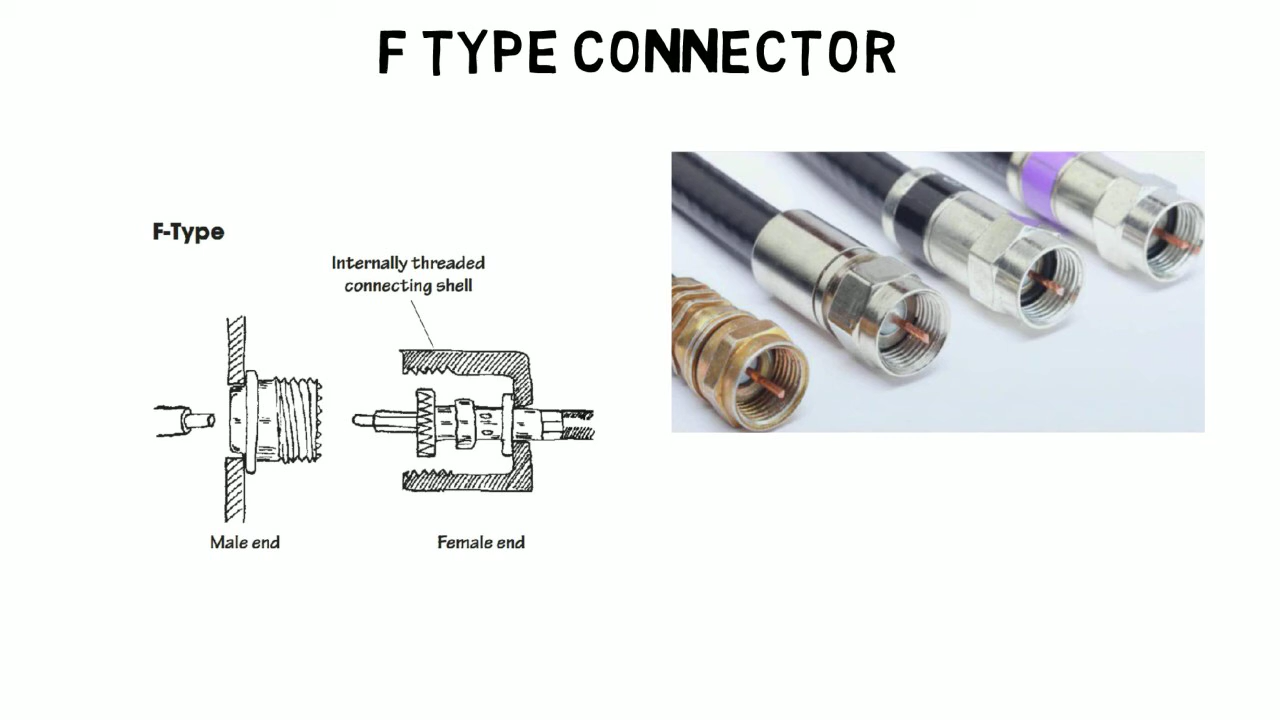 F TYPE CONNECTOR
F-Type
Internally threaded
connecting shell
Male end
Female end